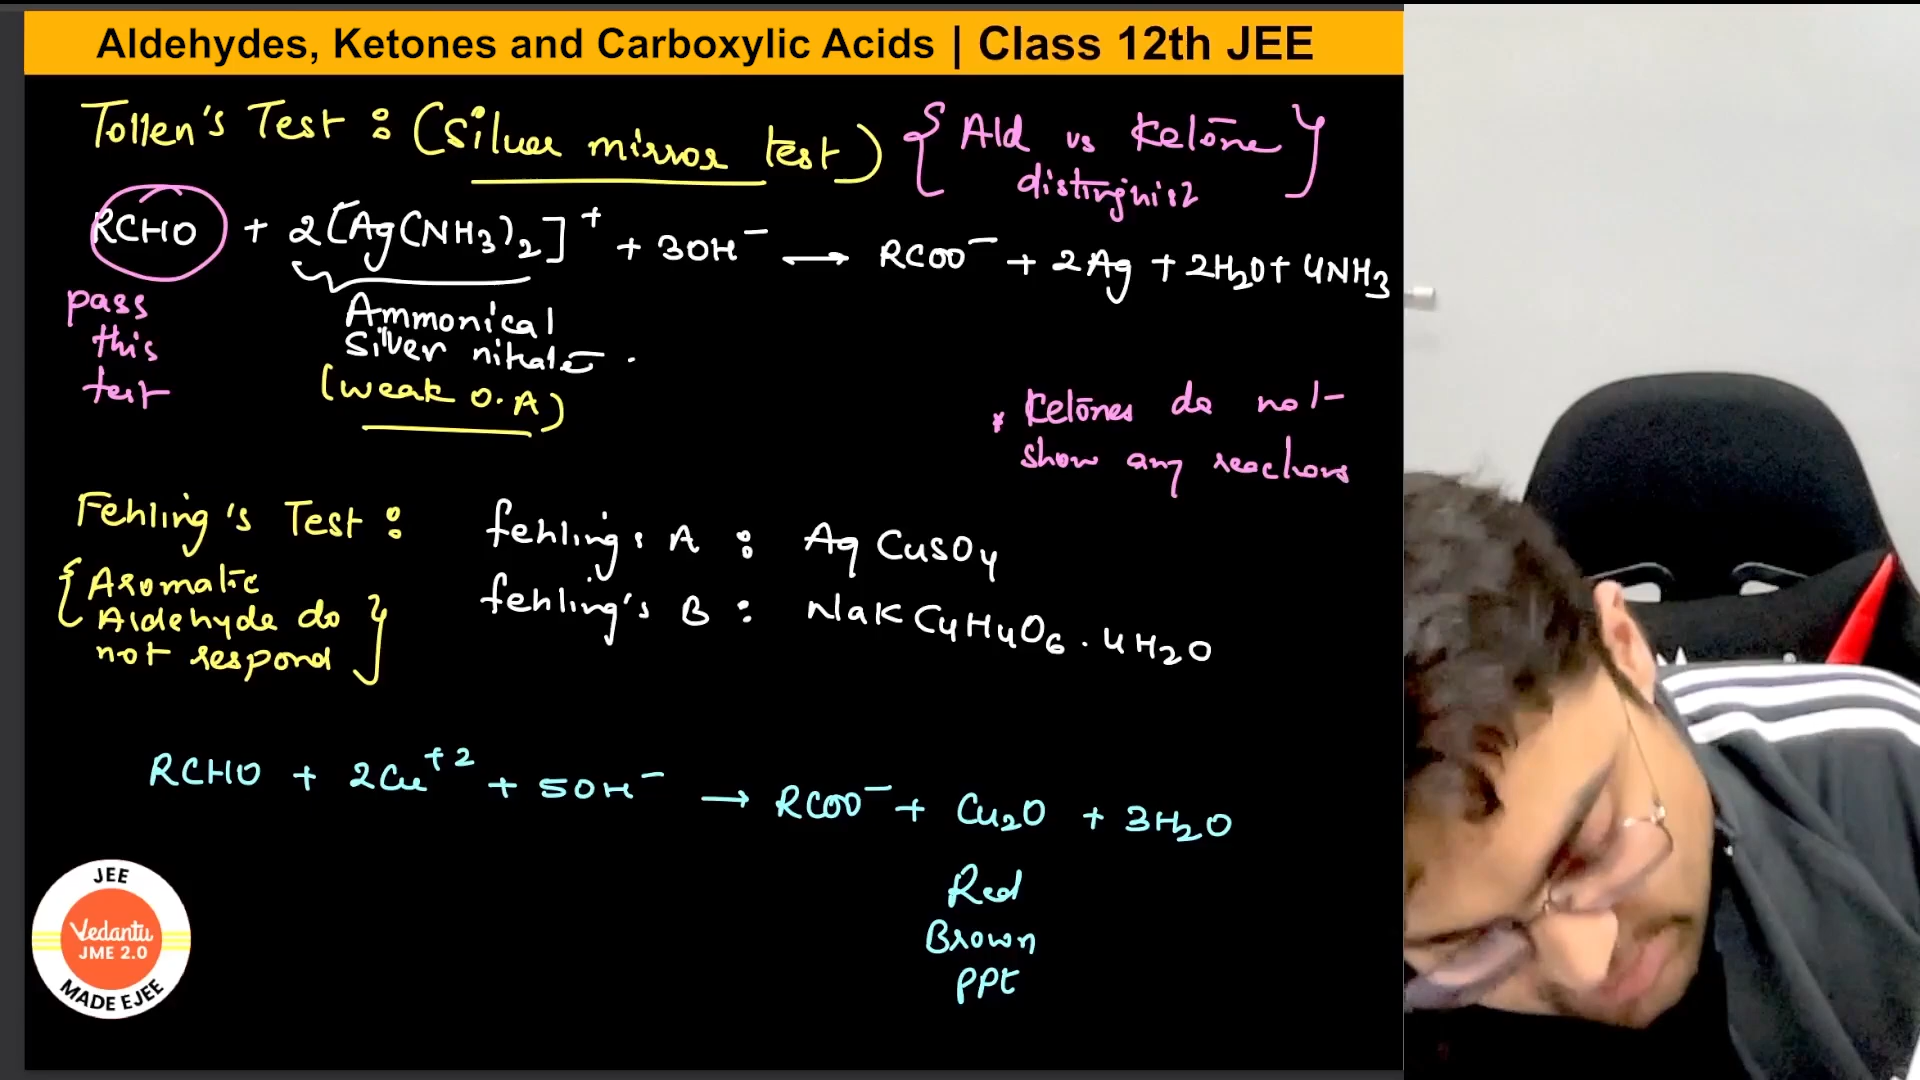 Aldehydes, Ketones and Carboxylic Acids | Class 12th JEE
Tollen's Test : (Silver mirror test) { Ald vs Ketone
distinguish }
RCHO + 2[Ag(NH3)2]+ + 3OH− ⟶ RCOO− + 2Ag + 2H2O + 4NH3
pass
this
test
Ammonical
Silver nitrate
(weak O.A)
* Ketones do not
show any reactions
Fehling's Test :
{ Aromatic
Aldehyde do
not respond }
fehling's A : Aq CuSO4
fehling's B : NaK C4H4O6 . 4H2O
RCHO + 2Cu+2 + 5OH− → RCOO− + Cu2O + 3H2O
Red
Brown
PPt
JEE
Vedantu
JME 2.0
MADE EJEE